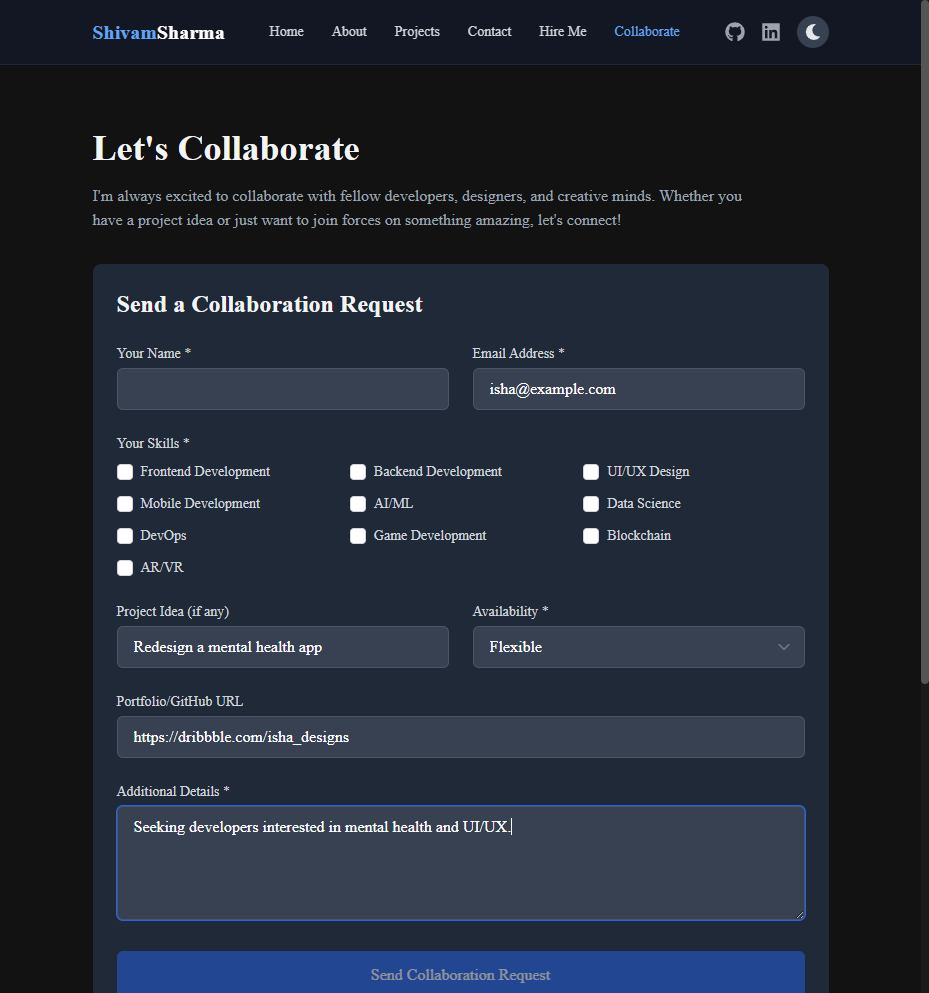 ShivamSharma Home About Projects Contact Hire Me Collaborate
Let's Collaborate
I'm always excited to collaborate with fellow developers, designers, and creative minds. Whether you
have a project idea or just want to join forces on something amazing, let's connect!
Send a Collaboration Request
Your Name * Email Address *
isha@example.com
Your Skills *
Frontend Development Backend Development UI/UX Design
Mobile Development AI/ML Data Science
DevOps Game Development Blockchain
AR/VR
Project Idea (if any) Availability *
Redesign a mental health app Flexible
Portfolio/GitHub URL
https://dribbble.com/isha_designs
Additional Details *
Seeking developers interested in mental health and UI/UX.
Send Collaboration Request